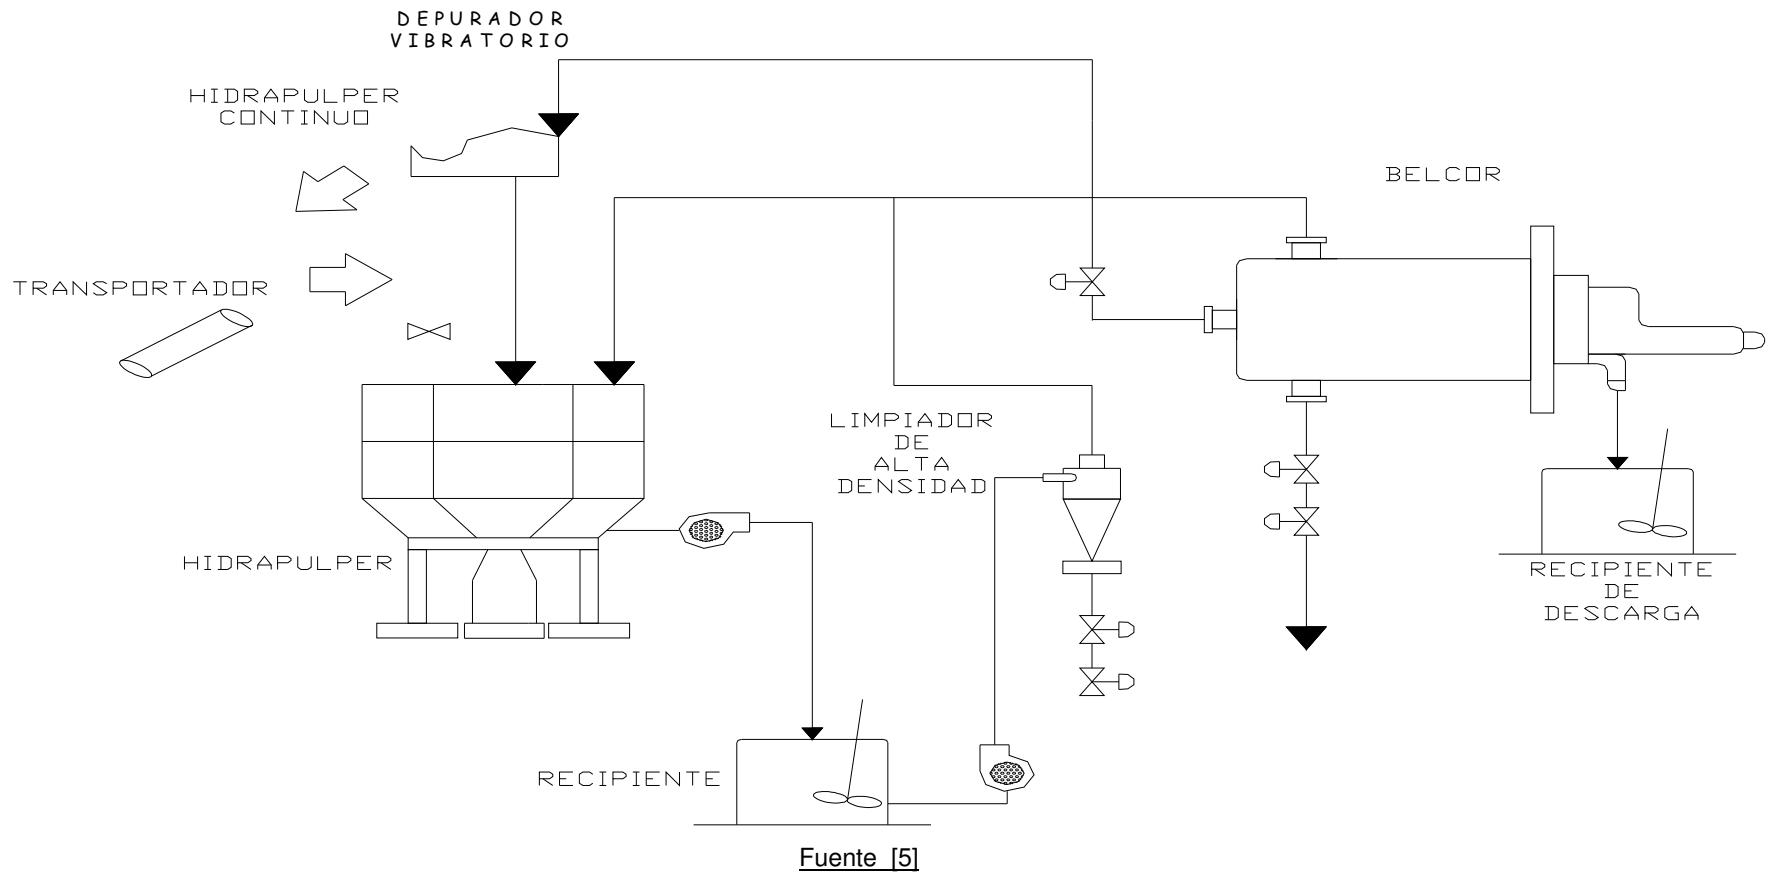 DEPURADOR
VIBRATORIO
HIDRAPULPER
CONTINUO
BELCOR
TRANSPORTADOR
LIMPIADOR
DE
ALTA
DENSIDAD
HIDRAPULPER
RECIPIENTE
DE
DESCARGA
RECIPIENTE
Fuente [5]